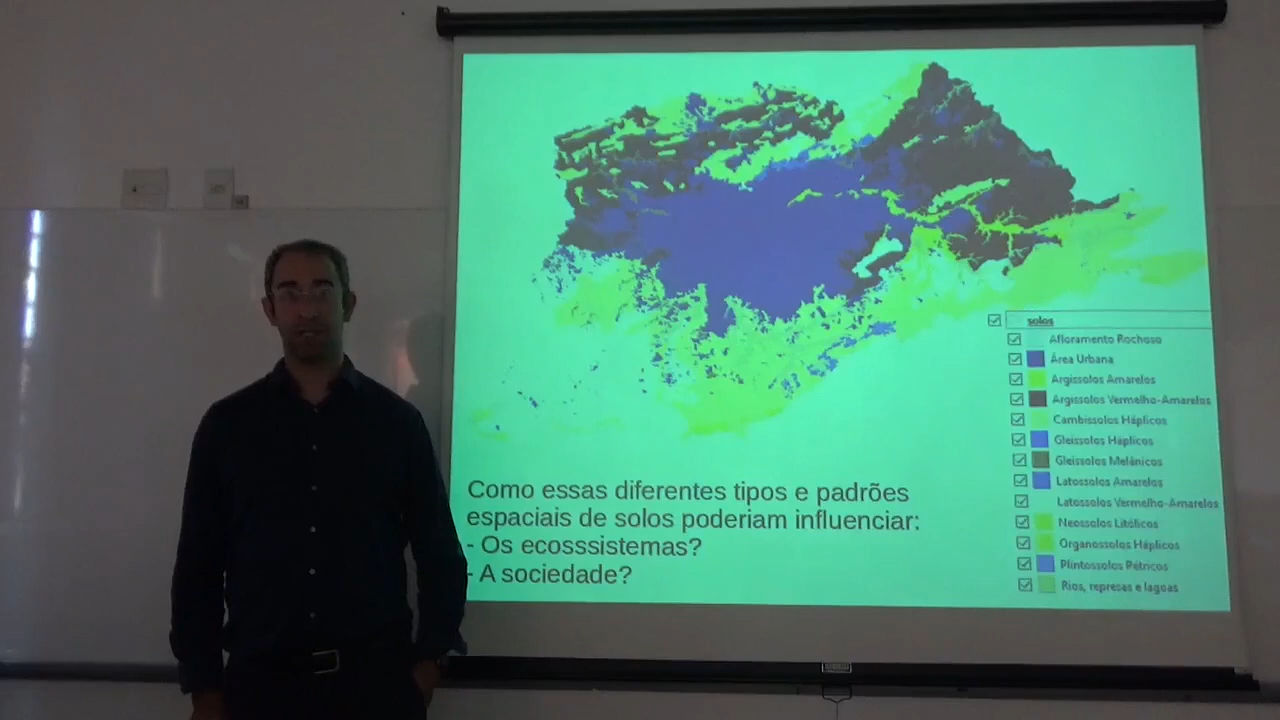 solos
Afloramento Rochoso
Área Urbana
Argissolos Amarelos
Argissolos Vermelho-Amarelos
Cambissolos Háplicos
Gleissolos Háplicos
Gleissolos Melânicos
Latossolos Amarelos
Latossolos Vermelho-Amarelos
Neossolos Litólicos
Organossolos Háplicos
Plintossolos Pétricos
Rios, represas e lagoas
Como essas diferentes tipos e padrões
espaciais de solos poderiam influenciar:
- Os ecosssistemas?
- A sociedade?